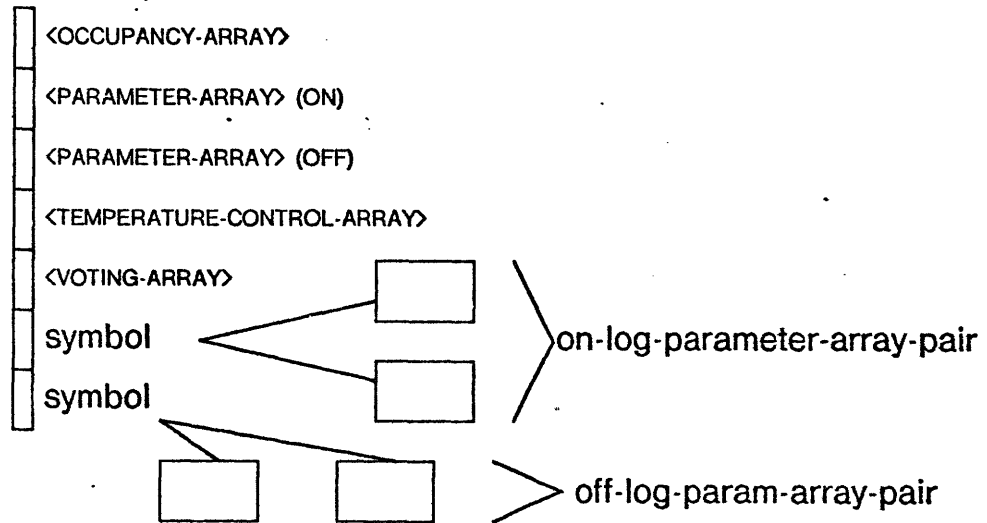 <OCCUPANCY-ARRAY>
<PARAMETER-ARRAY> (ON)
<PARAMETER-ARRAY> (OFF)
<TEMPERATURE-CONTROL-ARRAY>
<VOTING-ARRAY>
symbol
on-log-parameter-array-pair
symbol
off-log-param-array-pair